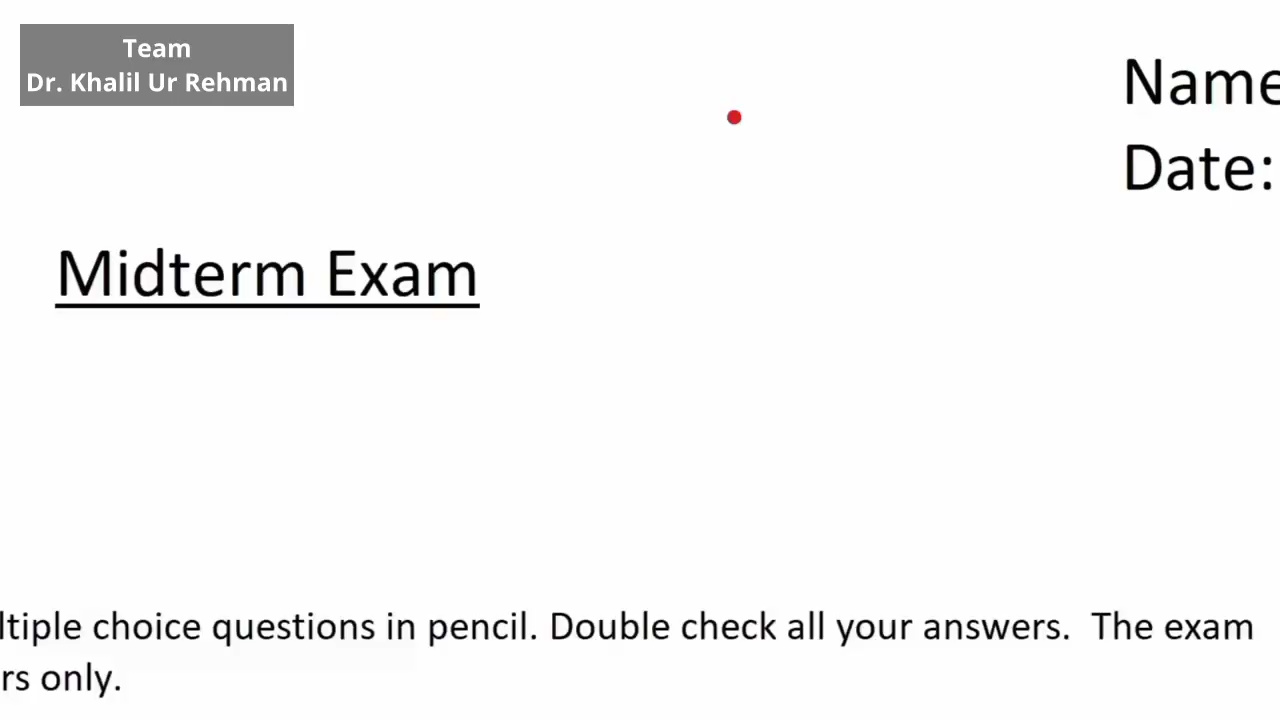 Team
Dr. Khalil Ur Rehman
Name
Date:
Midterm Exam
ltiple choice questions in pencil. Double check all your answers. The exam
rs only.